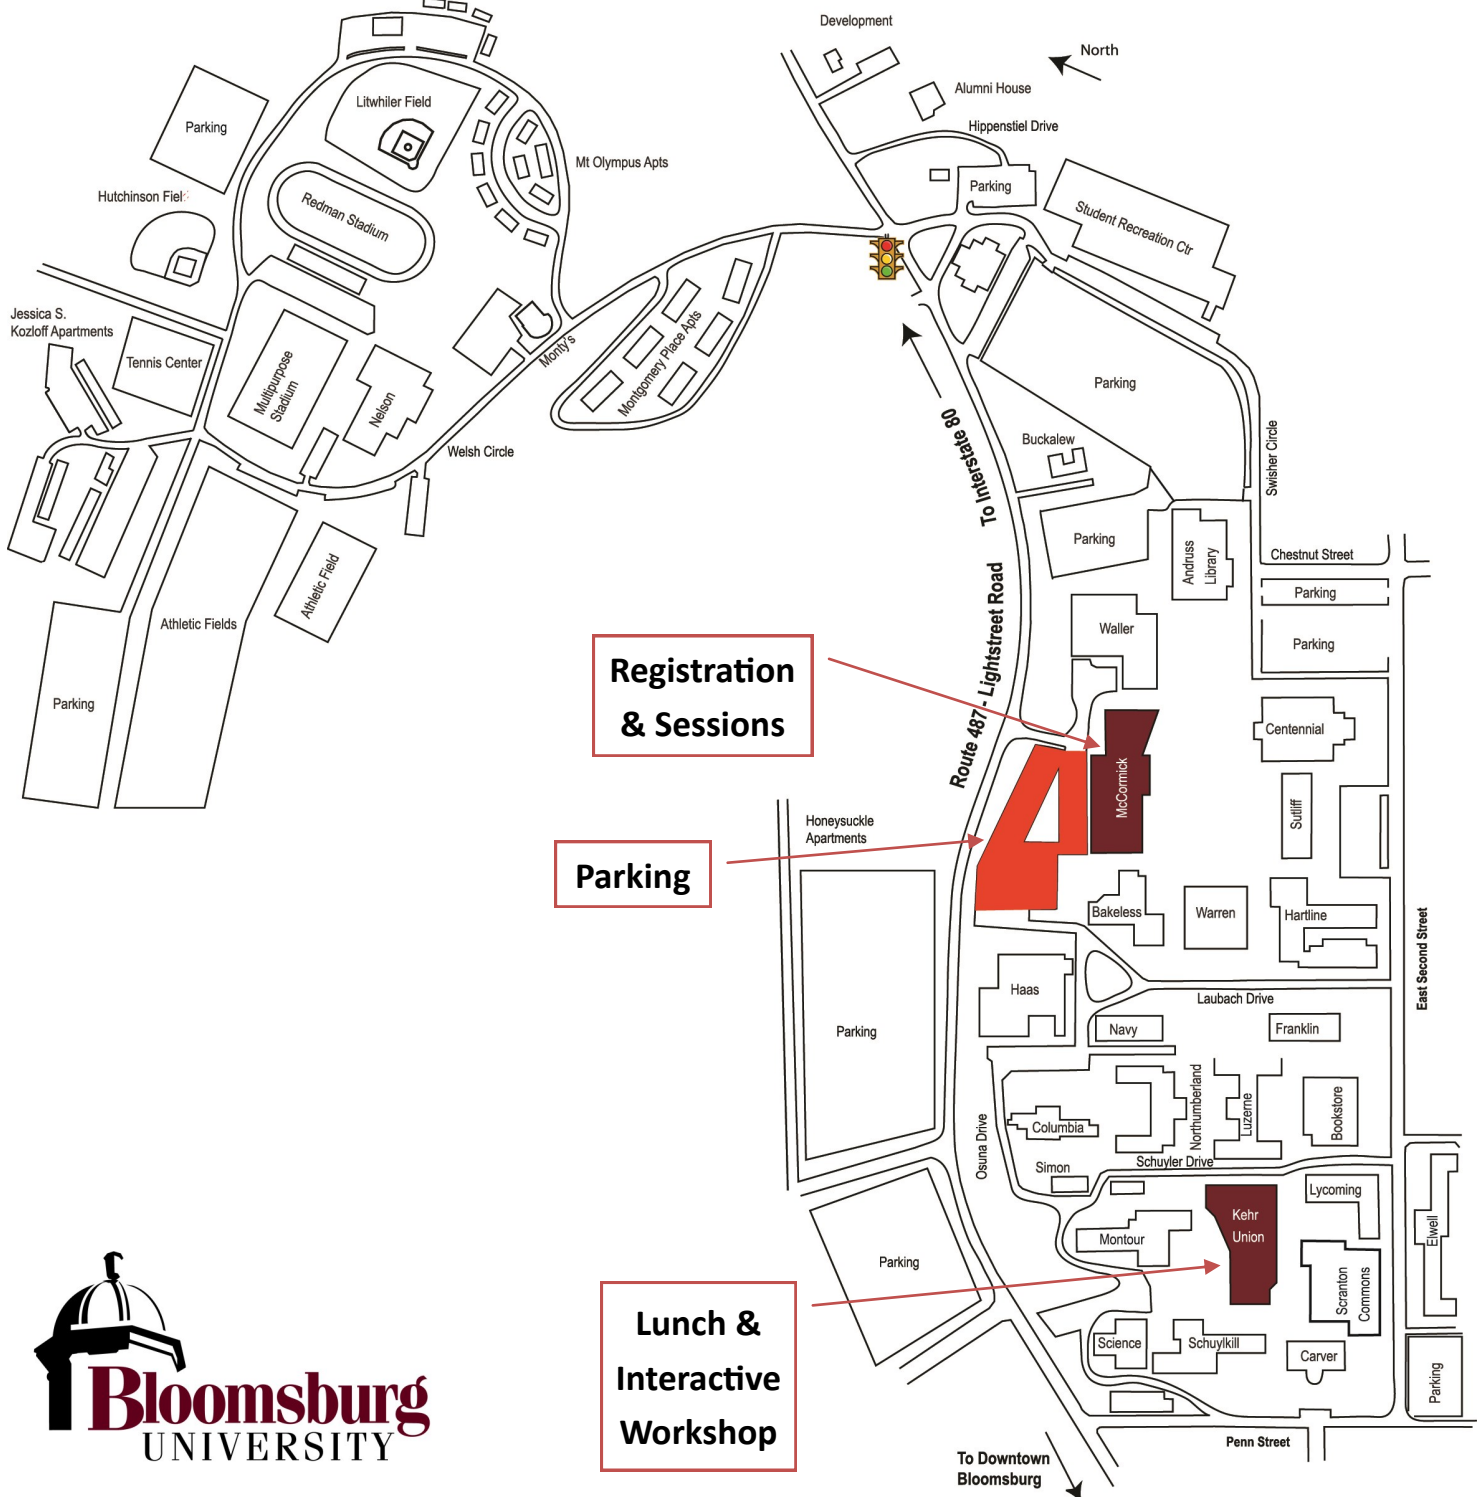 Development
North
Alumni House
Hippenstiel Drive
Litwhiler Field
Parking
Mt Olympus Apts
Parking
Student Recreation Ctr
Hutchinson Fiel
Redman Stadium
Jessica S.
Kozloff Apartments
Tennis Center
Multipurpose
Stadium
Nelson
Monty's
Montgomery Place Apts
Welsh Circle
Parking
To Interstate 80
Buckalew
Swisher Circle
Parking
Andruss
Library
Chestnut Street
Parking
Athletic Field
Athletic Fields
Parking
Waller
Parking
Route 487 - Lightstreet Road
Registration
& Sessions
Centennial
McCormick
Sutliff
Honeysuckle
Apartments
Parking
Bakeless
Warren
Hartline
East Second Street
Haas
Laubach Drive
Parking
Navy
Franklin
Northumberland
Luzerne
Bookstore
Columbia
Osuna Drive
Schuyler Drive
Simon
Lycoming
Kehr
Union
Elwell
Montour
Parking
Scranton
Commons
Lunch &
Interactive
Workshop
Science
Schuylkill
Carver
Parking
Penn Street
To Downtown
Bloomsburg
Bloomsburg
UNIVERSITY